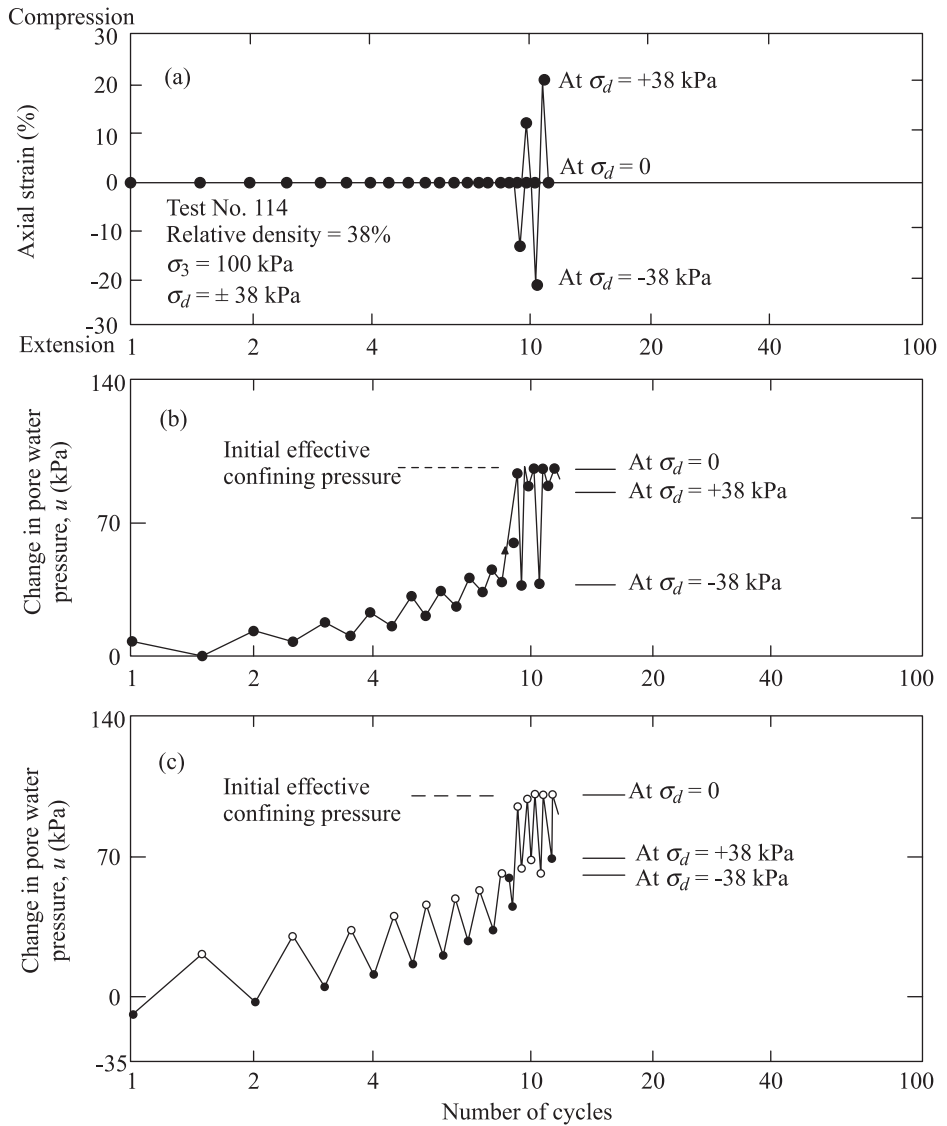 Compression
30
20
10
0
-10
-20
-30
Axial strain (%)
(a)
At σd = +38 kPa
At σd = 0
At σd = -38 kPa
Test No. 114
Relative density = 38%
σ3 = 100 kPa
σd = ± 38 kPa
Extension
1 2 4 10 20 40 100
140
70
0
Change in pore water
pressure, u (kPa)
(b)
Initial effective
confining pressure
At σd = 0
At σd = +38 kPa
At σd = -38 kPa
1 2 4 10 20 40 100
140
70
0
-35
Change in pore water
pressure, u (kPa)
(c)
Initial effective
confining pressure
At σd = 0
At σd = +38 kPa
At σd = -38 kPa
1 2 4 10 20 40 100
Number of cycles